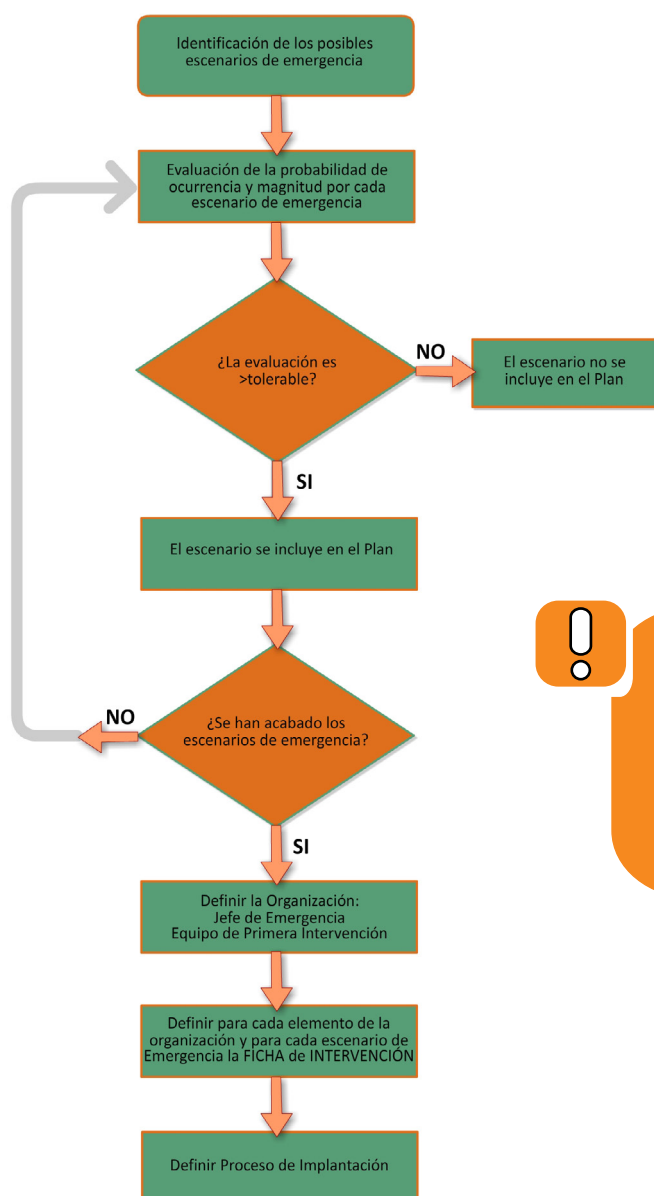 Identificación de los posibles
escenarios de emergencia
Evaluación de la probabilidad de
ocurrencia y magnitud por cada
escenario de emergencia
¿La evaluación es
>tolerable?
NO
El escenario no se
incluye en el Plan
SI
El escenario se incluye en el Plan
¿Se han acabado los
escenarios de emergencia?
NO
SI
Definir la Organización:
Jefe de Emergencia
Equipo de Primera Intervención
Definir para cada elemento de la
organización y para cada escenario de
Emergencia la FICHA de INTERVENCIÓN
Definir Proceso de Implantación